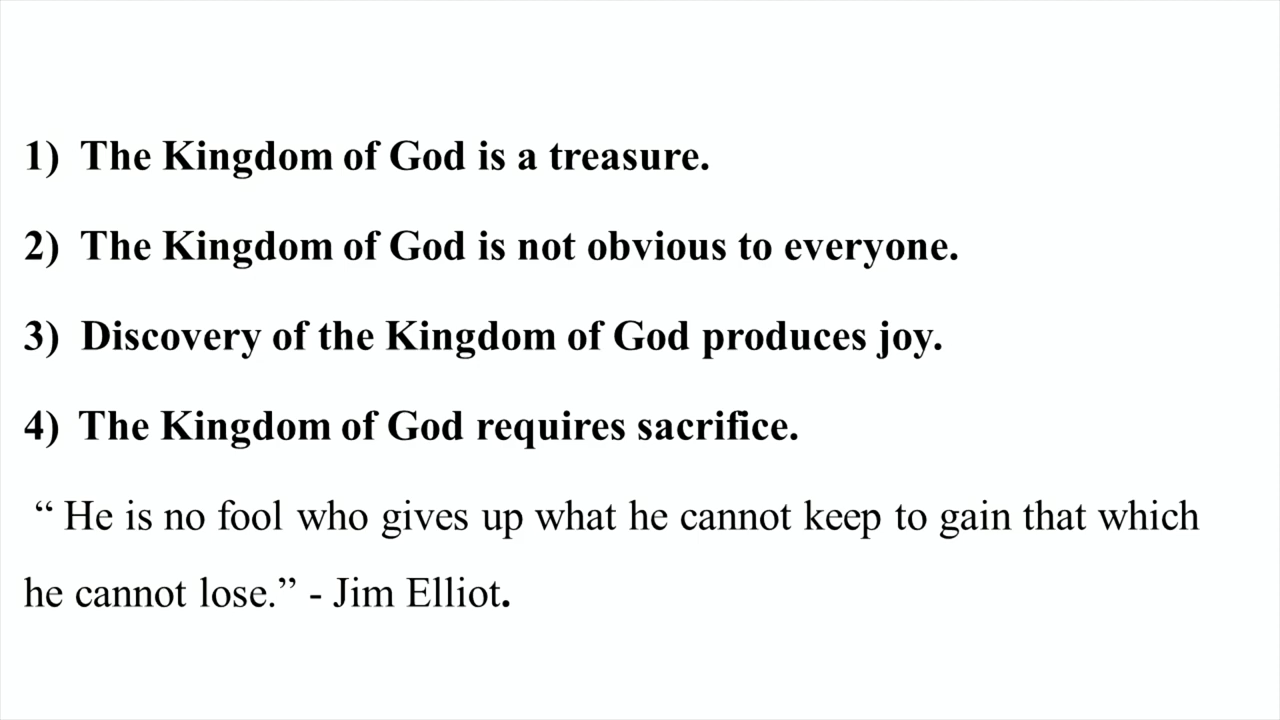 1) The Kingdom of God is a treasure.
2) The Kingdom of God is not obvious to everyone.
3) Discovery of the Kingdom of God produces joy.
4) The Kingdom of God requires sacrifice.
“ He is no fool who gives up what he cannot keep to gain that which
he cannot lose.” - Jim Elliot.